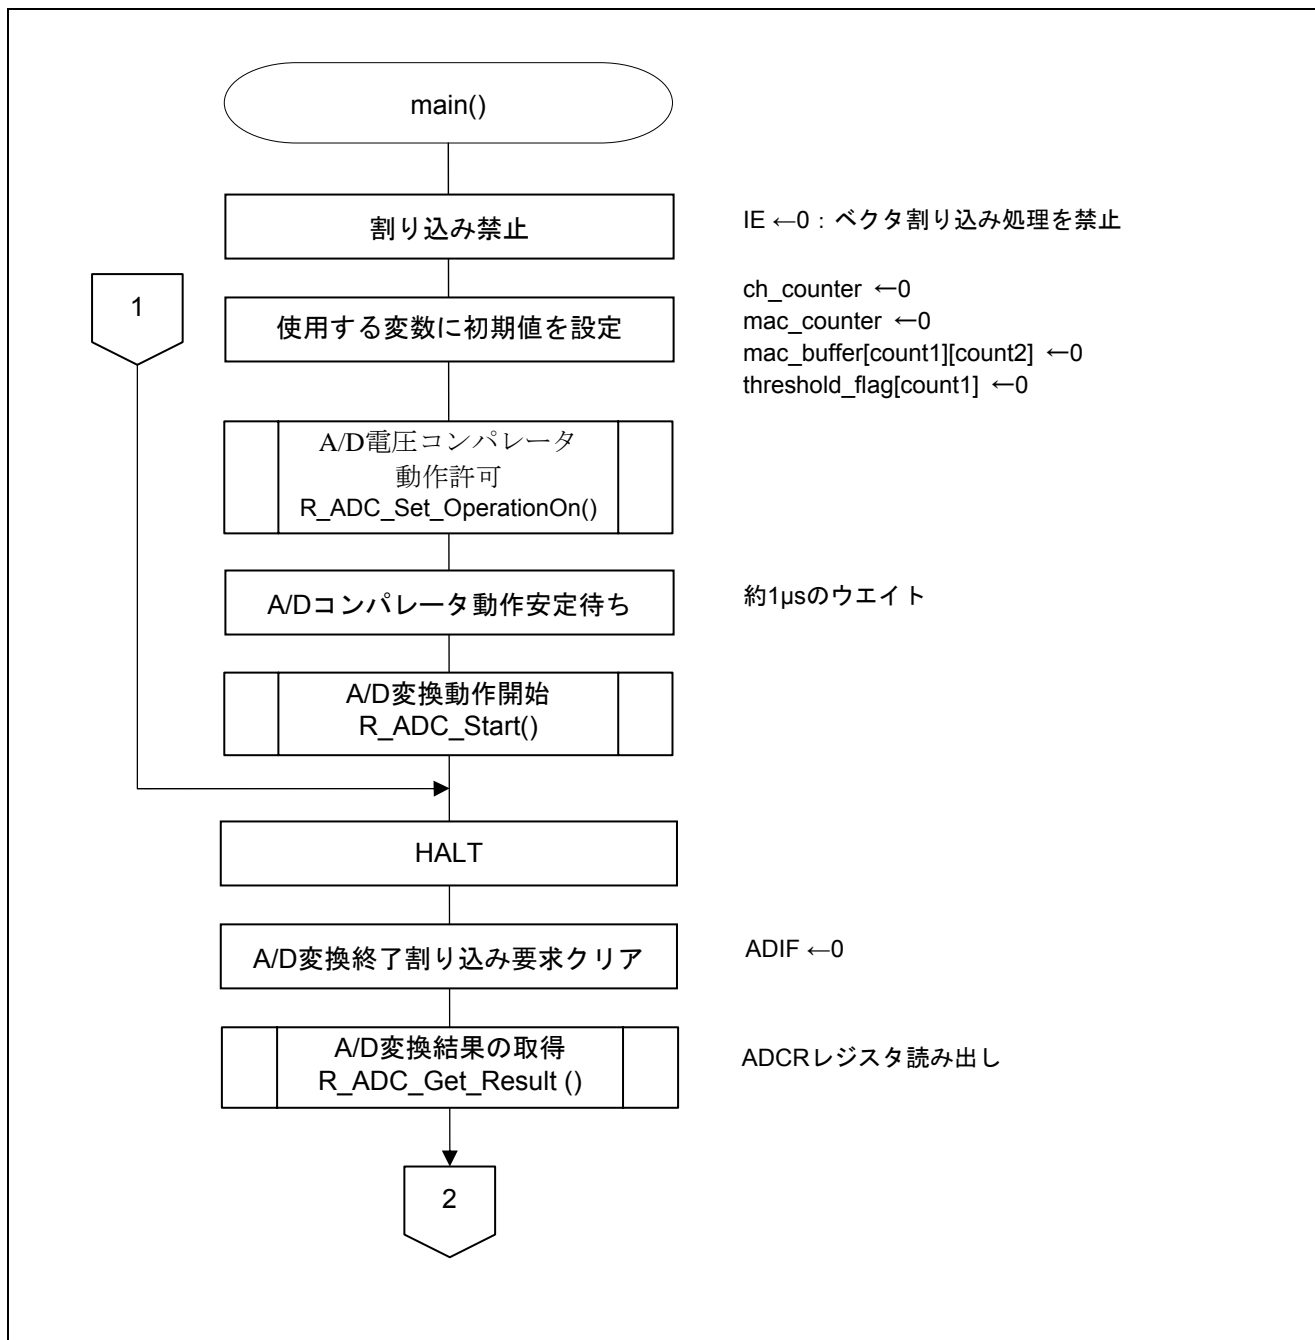 main()
割り込み禁止
IE ←0：ベクタ割り込み処理を禁止
1
使用する変数に初期値を設定
ch_counter ←0
mac_counter ←0
mac_buffer[count1][count2] ←0
threshold_flag[count1] ←0
A/D電圧コンパレータ
動作許可
R_ADC_Set_OperationOn()
A/Dコンパレータ動作安定待ち
約1μsのウエイト
A/D変換動作開始
R_ADC_Start()
HALT
A/D変換終了割り込み要求クリア
ADIF ←0
A/D変換結果の取得
R_ADC_Get_Result ()
ADCRレジスタ読み出し
2